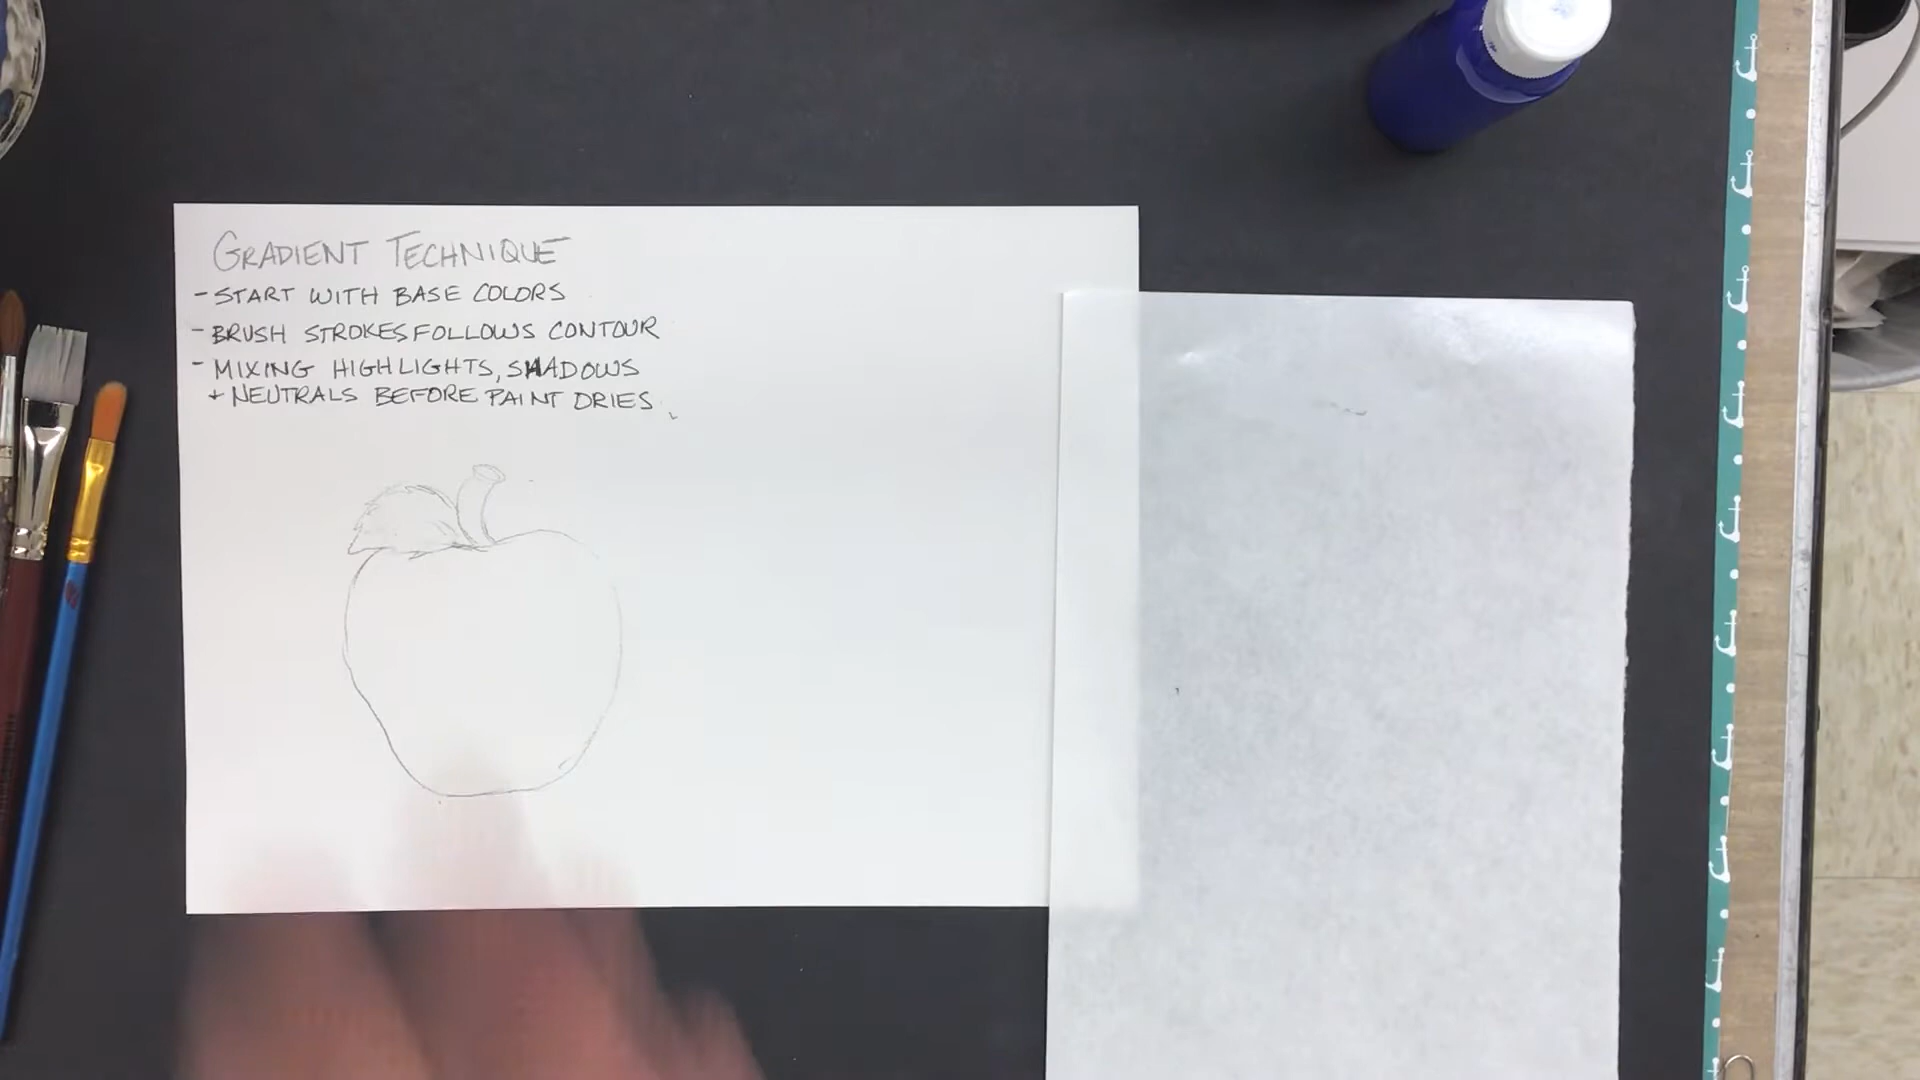 GRADIENT TECHNIQUE
- START WITH BASE COLORS
- BRUSH STROKES FOLLOWS CONTOUR
- MIXING HIGHLIGHTS, SHADOWS
+ NEUTRALS BEFORE PAINT DRIES.